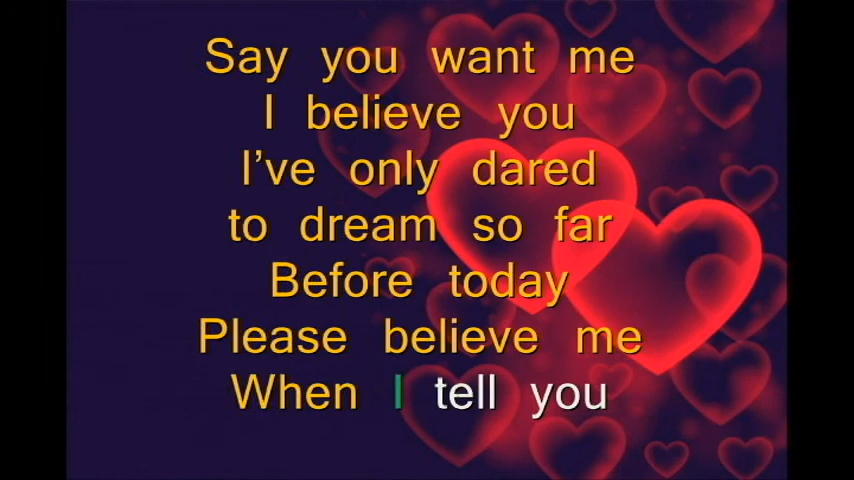 Say you want me
I believe you
I’ve only dared
to dream so far
Before today
Please believe me
When I tell you